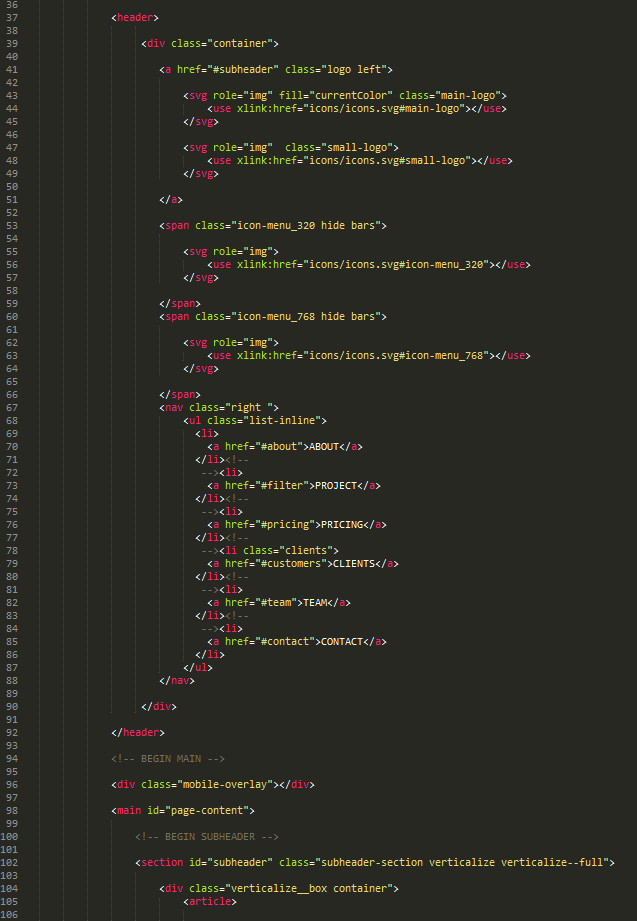 36
37 <header>
38
39 <div class="container">
40
41 <a href="#subheader" class="logo left">
42
43 <svg role="img" fill="currentColor" class="main-logo">
44 <use xlink:href="icons/icons.svg#main-logo"></use>
45 </svg>
46
47 <svg role="img"  class="small-logo">
48 <use xlink:href="icons/icons.svg#small-logo"></use>
49 </svg>
50
51 </a>
52
53 <span class="icon-menu_320 hide bars">
54
55 <svg role="img">
56 <use xlink:href="icons/icons.svg#icon-menu_320"></use>
57 </svg>
58
59 </span>
60 <span class="icon-menu_768 hide bars">
61
62 <svg role="img">
63 <use xlink:href="icons/icons.svg#icon-menu_768"></use>
64 </svg>
65
66 </span>
67 <nav class="right ">
68 <ul class="list-inline">
69 <li>
70 <a href="#about">ABOUT</a>
71 </li><!--
72 --><li>
73 <a href="#filter">PROJECT</a>
74 </li><!--
75 --><li>
76 <a href="#pricing">PRICING</a>
77 </li><!--
78 --><li class="clients">
79 <a href="#customers">CLIENTS</a>
80 </li><!--
81 --><li>
82 <a href="#team">TEAM</a>
83 </li><!--
84 --><li>
85 <a href="#contact">CONTACT</a>
86 </li>
87 </ul>
88 </nav>
89
90 </div>
91
92 </header>
93
94 <!-- BEGIN MAIN -->
95
96 <div class="mobile-overlay"></div>
97
98 <main id="page-content">
99
100 <!-- BEGIN SUBHEADER -->
101
102 <section id="subheader" class="subheader-section verticalize verticalize--full">
103
104 <div class="verticalize__box container">
105 <article>
106